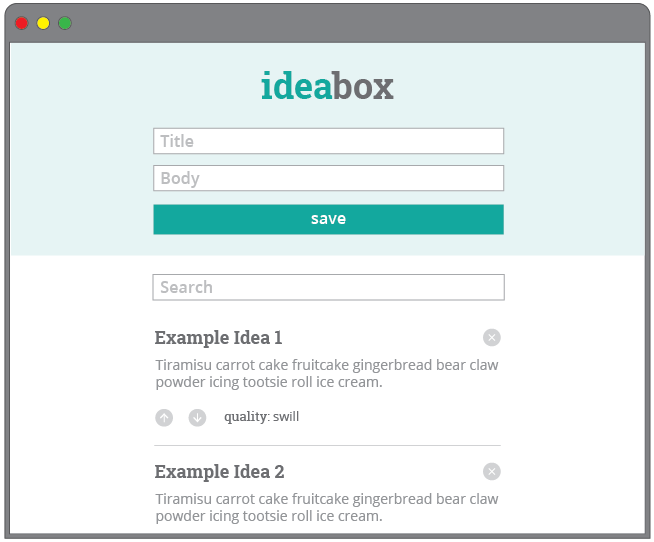 ideabox
Title
Body
save
Search
Example Idea 1
Tiramisu carrot cake fruitcake gingerbread bear claw
powder icing tootsie roll ice cream.
quality: swill
Example Idea 2
Tiramisu carrot cake fruitcake gingerbread bear claw
powder icing tootsie roll ice cream.